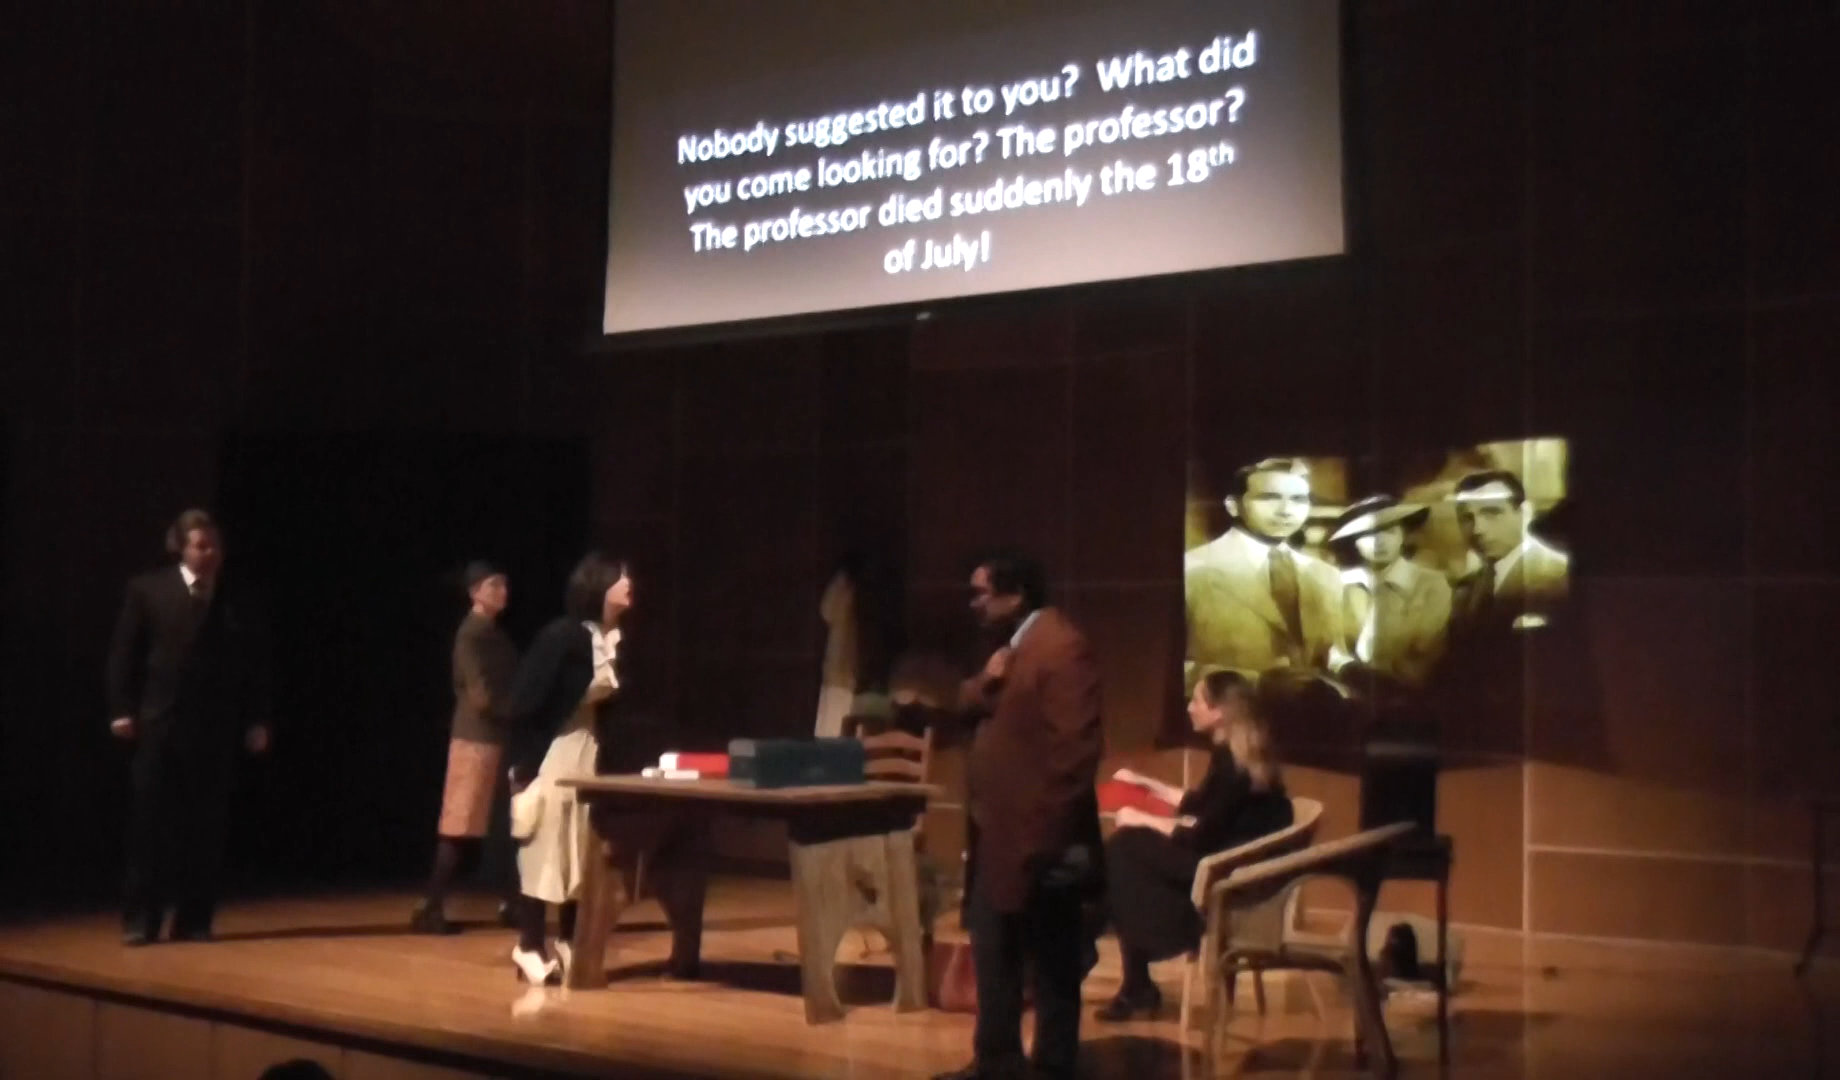 Nobody suggested it to you?  What did
you come looking for? The professor?
The professor died suddenly the 18th
of July!